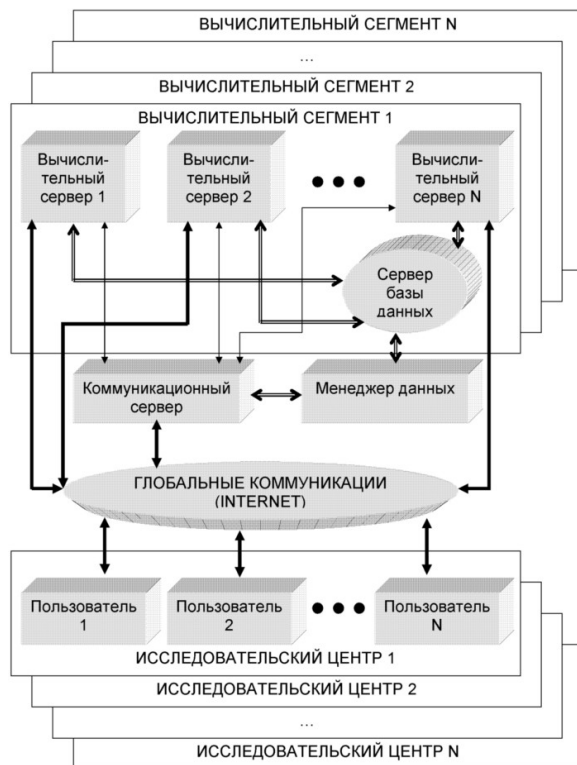 ВЫЧИСЛИТЕЛЬНЫЙ СЕГМЕНТ N
...
ВЫЧИСЛИТЕЛЬНЫЙ СЕГМЕНТ 2
ВЫЧИСЛИТЕЛЬНЫЙ СЕГМЕНТ 1
Вычисли-
тельный
сервер 1
Вычисли-
тельный
сервер 2
Вычисли-
тельный
сервер N
Сервер
базы
данных
Коммуникационный
сервер
Менеджер данных
ГЛОБАЛЬНЫЕ КОММУНИКАЦИИ
(INTERNET)
Пользователь
1
Пользователь
2
Пользователь
N
ИССЛЕДОВАТЕЛЬСКИЙ ЦЕНТР 1
ИССЛЕДОВАТЕЛЬСКИЙ ЦЕНТР 2
...
ИССЛЕДОВАТЕЛЬСКИЙ ЦЕНТР N